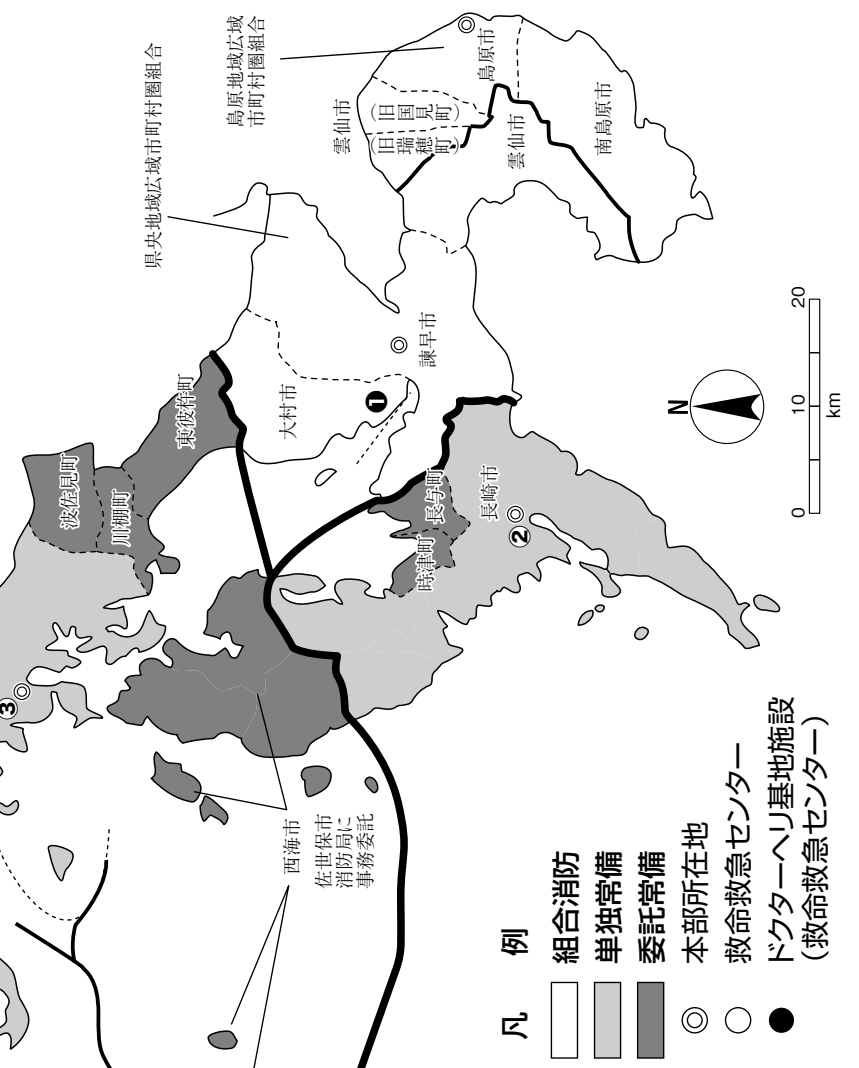 島原地域広域
市町村圏組合
県央地域広域市町村圏組合
島原市
雲仙市
(旧国見町)
(旧瑞穂町)
雲仙市
南島原市
諫早市
大村市
❶
東彼杵町
波佐見町
川棚町
長与町
時津町
長崎市
②
③
西海市
佐世保市
消防局に
事務委託
N
0 10 20
km
凡 例
組合消防
単独常備
委託常備
本部所在地
救命救急センター
ドクターヘリ基地施設
(救命救急センター)